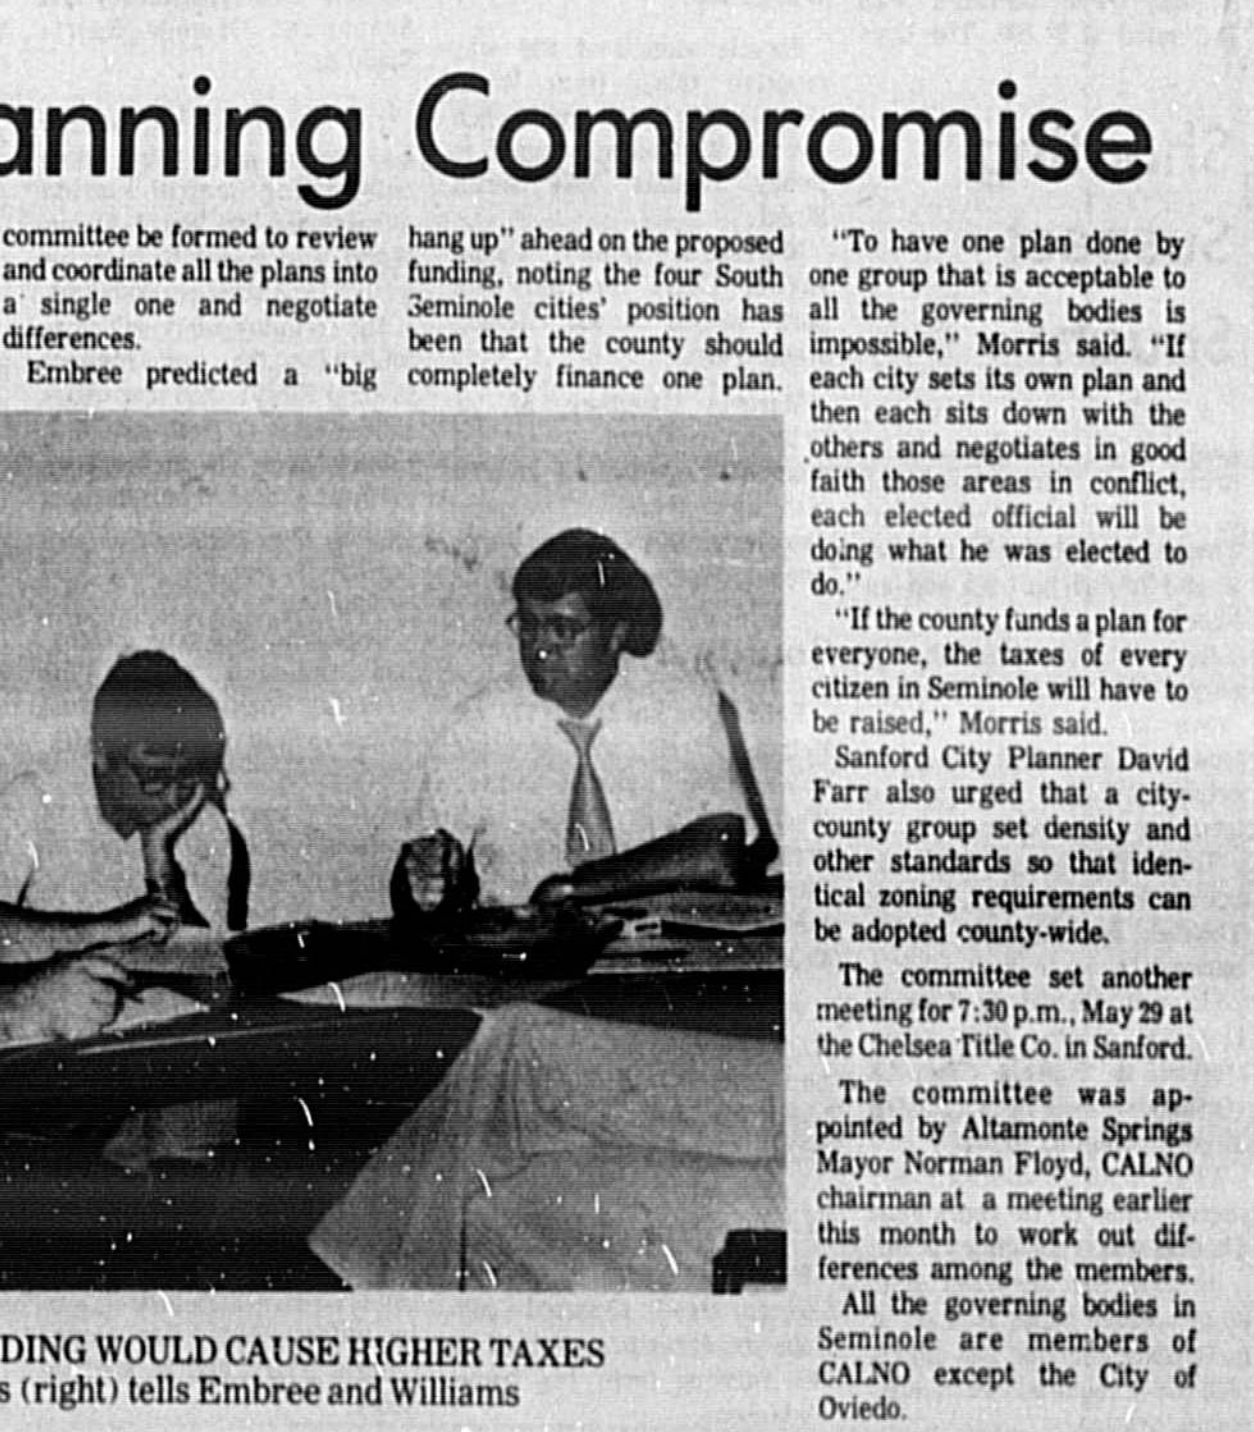 anning Compromise
committee be formed to review
and coordinate all the plans into
a single one and negotiate
differences.
Embree predicted a "big
hang up" ahead on the proposed
funding, noting the four South
Seminole cities' position has
been that the county should
completely finance one plan.
"To have one plan done by
one group that is acceptable to
all the governing bodies is
impossible," Morris said. "If
each city sets its own plan and
then each sits down with the
others and negotiates in good
faith those areas in conflict,
each elected official will be
doing what he was elected to
do."
"If the county funds a plan for
everyone, the taxes of every
citizen in Seminole will have to
be raised," Morris said.
Sanford City Planner David
Farr also urged that a city-
county group set density and
other standards so that iden-
tical zoning requirements can
be adopted county-wide.
The committee set another
meeting for 7:30 p.m., May 29 at
the Chelsea Title Co. in Sanford.
The committee was ap-
pointed by Altamonte Springs
Mayor Norman Floyd, CALNO
chairman at a meeting earlier
this month to work out dif-
ferences among the members.
All the governing bodies in
Seminole are members of
CALNO except the City of
Oviedo.
DING WOULD CAUSE HIGHER TAXES
s (right) tells Embree and Williams